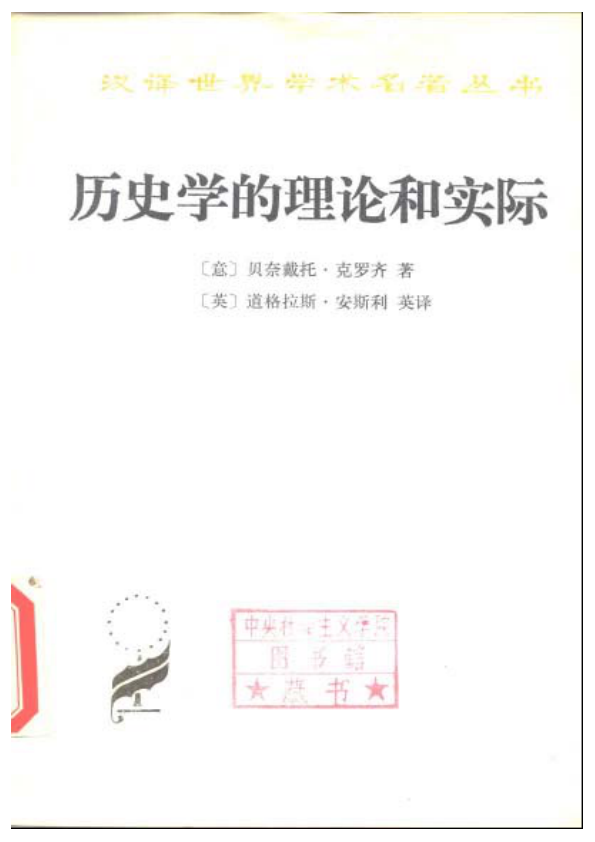 汉译世界学术名著丛书
历史学的理论和实际
〔意〕贝奈戴托·克罗齐 著
〔英〕道格拉斯·安斯利 英译
中央社会主义学院
图书馆
★ 藏书 ★